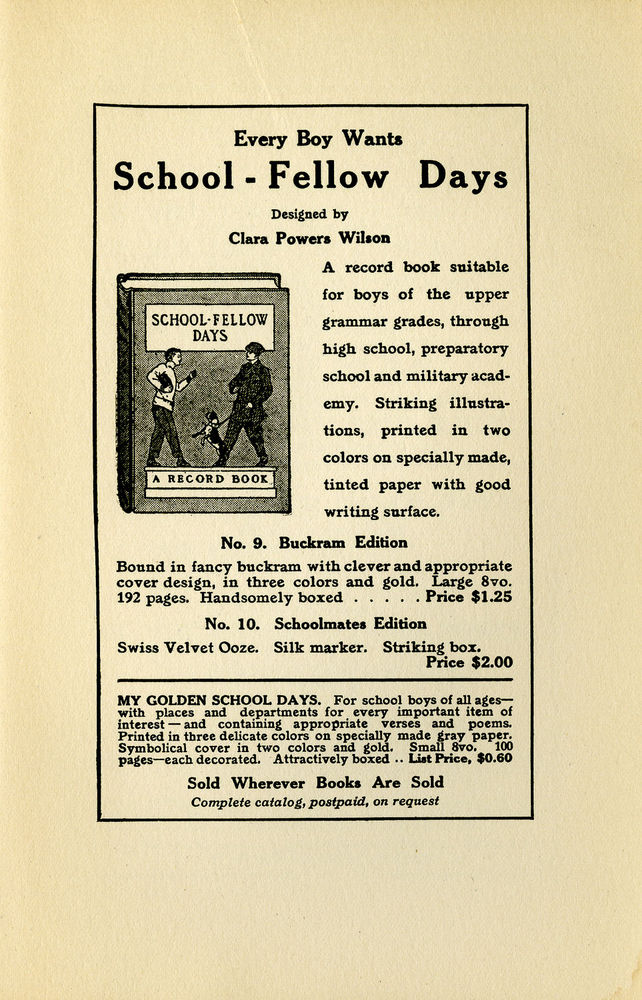 Every Boy Wants
School - Fellow Days
Designed by
Clara Powers Wilson
SCHOOL-FELLOW
DAYS
A RECORD BOOK
A record book suitable
for boys of the upper
grammar grades, through
high school, preparatory
school and military acad-
emy. Striking illustra-
tions, printed in two
colors on specially made,
tinted paper with good
writing surface.
No. 9. Buckram Edition
Bound in fancy buckram with clever and appropriate
cover design, in three colors and gold. Large 8vo.
192 pages. Handsomely boxed . . . . . Price $1.25
No. 10. Schoolmates Edition
Swiss Velvet Ooze. Silk marker. Striking box.
Price $2.00
MY GOLDEN SCHOOL DAYS. For school boys of all ages—
with places and departments for every important item of
interest — and containing appropriate verses and poems.
Printed in three delicate colors on specially made gray paper.
Symbolical cover in two colors and gold. Small 8vo. 100
pages—each decorated. Attractively boxed .. List Price, $0.60
Sold Wherever Books Are Sold
Complete catalog, postpaid, on request